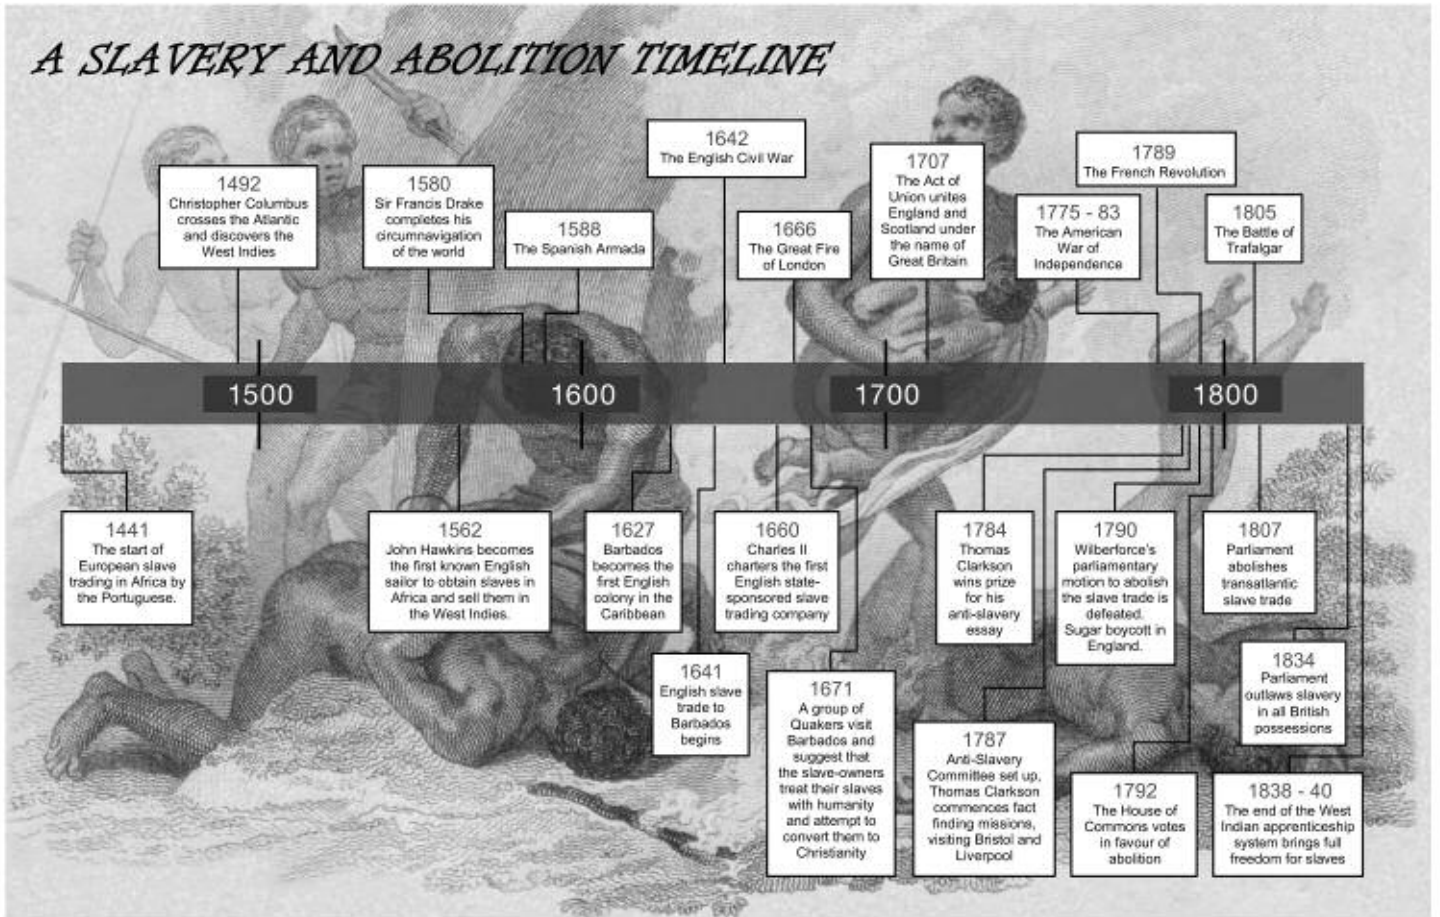 A SLAVERY AND ABOLITION TIMELINE
1492
Christopher Columbus
crosses the Atlantic
and discovers the
West Indies
1580
Sir Francis Drake
completes his
circumnavigation
of the world
1588
The Spanish Armada
1642
The English Civil War
1666
The Great Fire
of London
1707
The Act of
Union unites
England and
Scotland under
the name of
Great Britain
1775 - 83
The American
War of
Independence
1789
The French Revolution
1805
The Battle of
Trafalgar
1500
1600
1700
1800
1441
The start of
European slave
trading in Africa by
the Portuguese.
1562
John Hawkins becomes
the first known English
sailor to obtain slaves in
Africa and sell them in
the West Indies.
1627
Barbados
becomes the
first English
colony in the
Caribbean
1641
English slave
trade to
Barbados
begins
1660
Charles II
charters the first
English state-
sponsored slave
trading company
1671
A group of
Quakers visit
Barbados and
suggest that
the slave-owners
treat their slaves
with humanity
and attempt to
convert them to
Christianity
1784
Thomas
Clarkson
wins prize
for his
anti-slavery
essay
1787
Anti-Slavery
Committee set up,
Thomas Clarkson
commences fact
finding missions,
visiting Bristol and
Liverpool
1790
Wilberforce's
parliamentary
motion to abolish
the slave trade is
defeated.
Sugar boycott in
England.
1792
The House of
Commons votes
in favour of
abolition
1807
Parliament
abolishes
transatlantic
slave trade
1834
Parliament
outlaws slavery
in all British
possessions
1838 - 40
The end of the West
Indian apprenticeship
system brings full
freedom for slaves